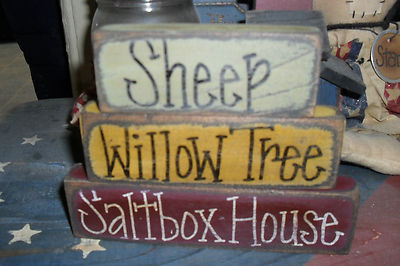 Sheep
Willow Tree
Saltbox House